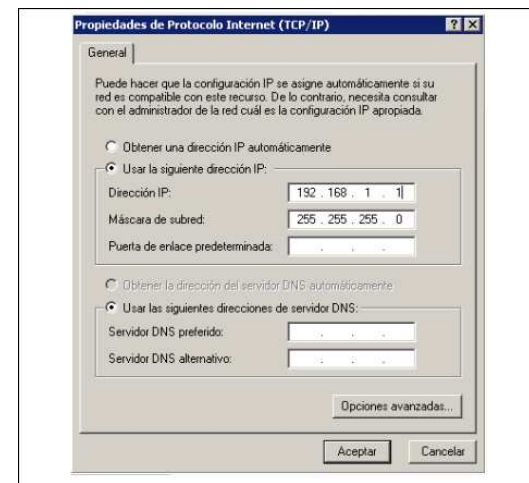 Propiedades de Protocolo Internet (TCP/IP)
General
Puede hacer que la configuración IP se asigne automáticamente si su
red es compatible con este recurso. De lo contrario, necesita consultar
con el administrador de la red cuál es la configuración IP apropiada.
Obtener una dirección IP automáticamente
Usar la siguiente dirección IP:
Dirección IP: 192 . 168 . 1 . 1
Máscara de subred: 255 . 255 . 255 . 0
Puerta de enlace predeterminada: . . .
Obtener la dirección del servidor DNS automáticamente
Usar las siguientes direcciones de servidor DNS:
Servidor DNS preferido: . . .
Servidor DNS alternativo: . . .
Opciones avanzadas...
Aceptar Cancelar